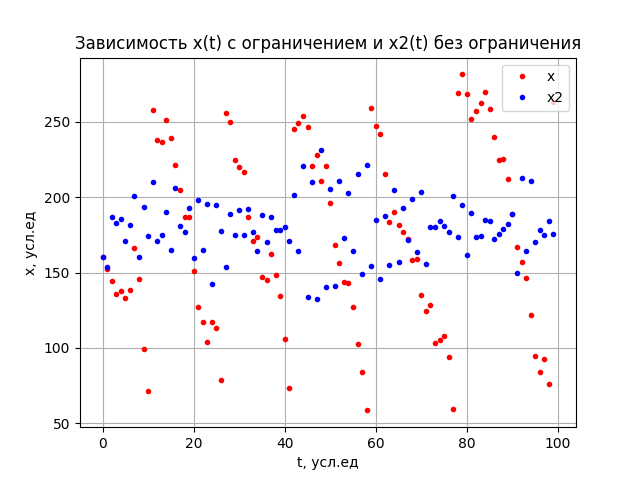 Зависимость x(t) с ограничением и x2(t) без ограничения
x
x2
x, усл.ед
250
200
150
100
50
0 20 40 60 80 100
t, усл.ед